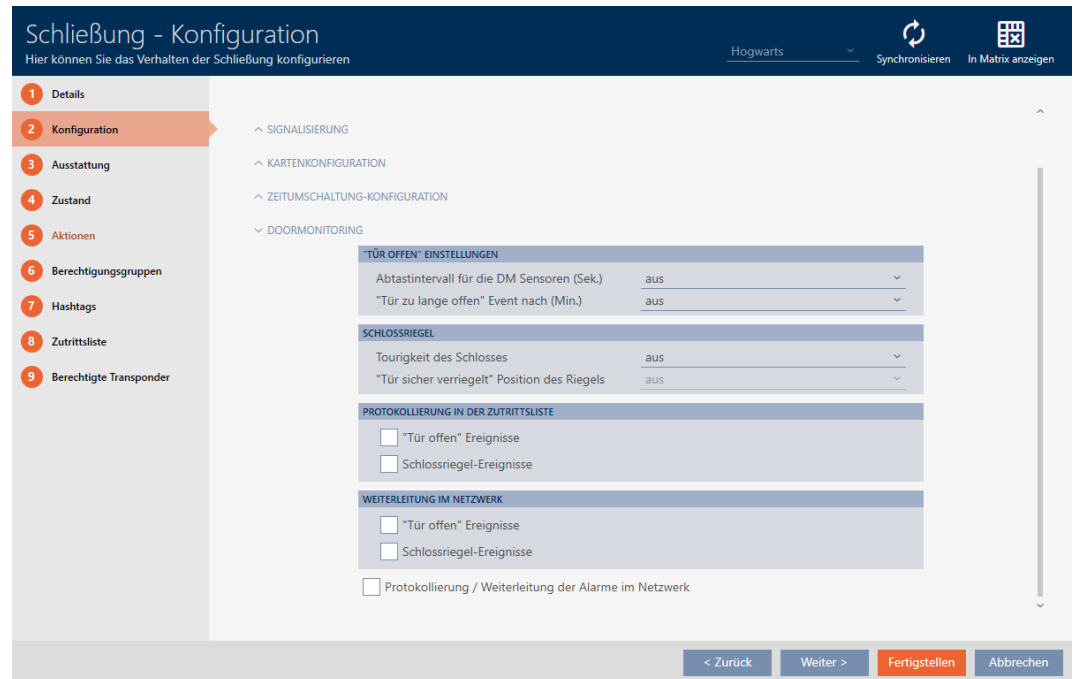 Schließung - Konfiguration
Hier können Sie das Verhalten der Schließung konfigurieren
Hogwarts
Synchronisieren
In Matrix anzeigen
1 Details
2 Konfiguration
3 Ausstattung
4 Zustand
5 Aktionen
6 Berechtigungsgruppen
7 Hashtags
8 Zutrittsliste
9 Berechtigte Transponder
SIGNALISIERUNG
KARTENKONFIGURATION
ZEITUMSCHALTUNG-KONFIGURATION
DOORMONITORING
"TÜR OFFEN" EINSTELLUNGEN
Abtastintervall für die DM Sensoren (Sek.) aus
"Tür zu lange offen" Event nach (Min.) aus
SCHLOSSRIEGEL
Tourigkeit des Schlosses aus
"Tür sicher verriegelt" Position des Riegels aus
PROTOKOLLIERUNG IN DER ZUTRITTSLISTE
"Tür offen" Ereignisse
Schlossriegel-Ereignisse
WEITERLEITUNG IM NETZWERK
"Tür offen" Ereignisse
Schlossriegel-Ereignisse
Protokollierung / Weiterleitung der Alarme im Netzwerk
< Zurück
Weiter >
Fertigstellen
Abbrechen